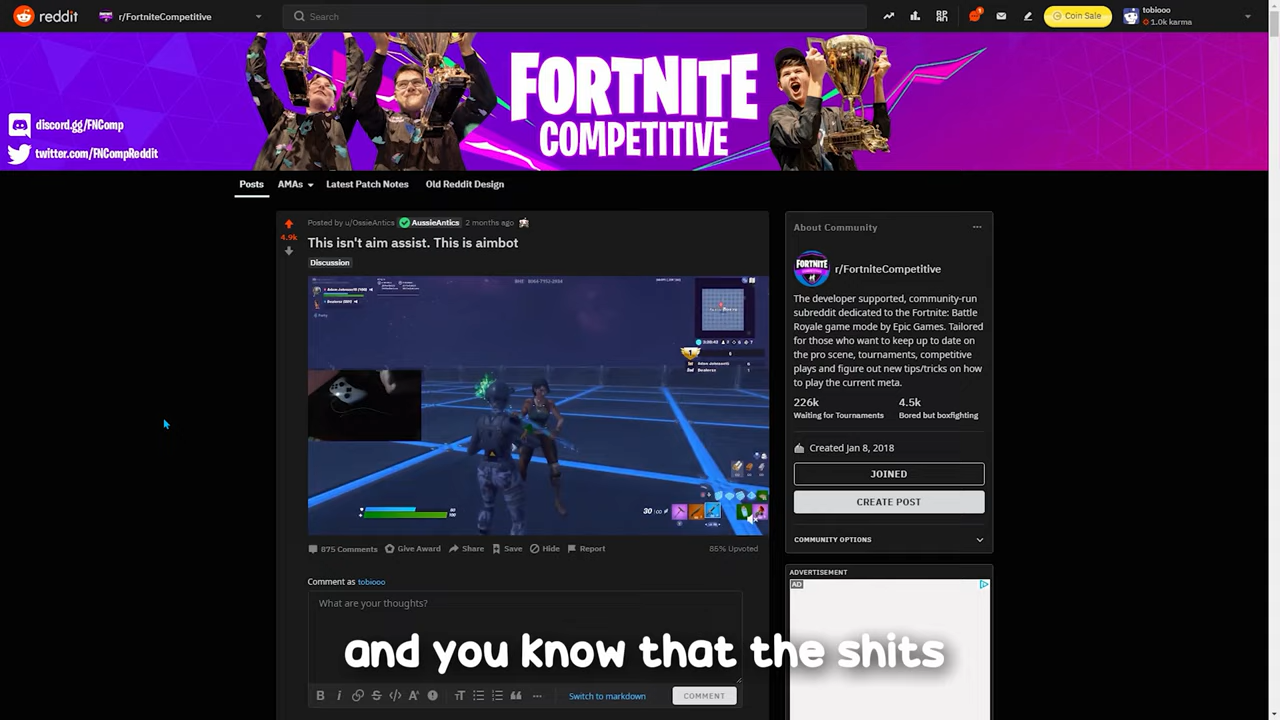 reddit
r/FortniteCompetitive
Search
1
Coin Sale
tobiooo
1.0k karma
FORTNITE
COMPETITIVE
discord.gg/FNComp
twitter.com/FNCompReddit
Posts
AMAs
Latest Patch Notes
Old Reddit Design
4.9k
Posted by u/OssieAntics AussieAntics 2 months ago
This isn't aim assist. This is aimbot
Discussion
30
875 Comments
Give Award
Share
Save
Hide
Report
85% Upvoted
Comment as tobiooo
What are your thoughts?
and you know that the shits
Switch to markdown
COMMENT
About Community
FORTNITE
r/FortniteCompetitive
The developer supported, community-run
subreddit dedicated to the Fortnite: Battle
Royale game mode by Epic Games. Tailored
for those who want to keep up to date on
the pro scene, tournaments, competitive
plays and figure out new tips/tricks on how
to play the current meta.
226k
4.5k
Waiting for Tournaments
Bored but boxfighting
Created Jan 8, 2018
JOINED
CREATE POST
COMMUNITY OPTIONS
ADVERTISEMENT
AD